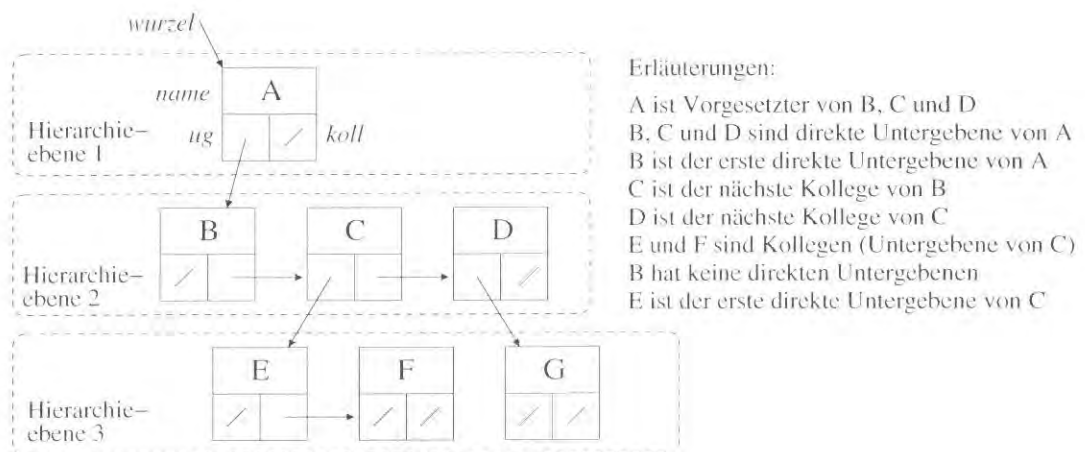 wurzel
name A
Hierarchie–
ebene 1
ug koll
B C D
Hierarchie–
ebene 2
E F G
Hierarchie–
ebene 3
Erläuterungen:
A ist Vorgesetzter von B, C und D
B, C und D sind direkte Untergebene von A
B ist der erste direkte Untergebene von A
C ist der nächste Kollege von B
D ist der nächste Kollege von C
E und F sind Kollegen (Untergebene von C)
B hat keine direkten Untergebenen
E ist der erste direkte Untergebene von C